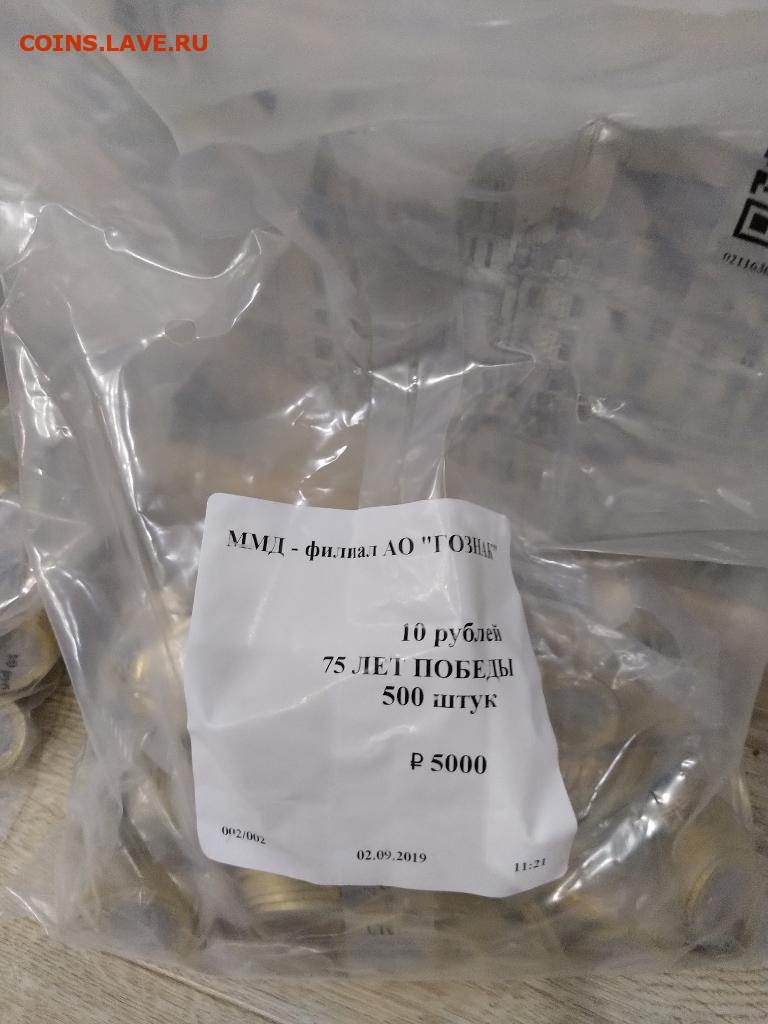 COINS.LAVE.RU
ММД - филиал АО "ГОЗНАК"
10 рублей
75 ЛЕТ ПОБЕДЫ
500 штук
₽ 5000
002/002
02.09.2019
11:21